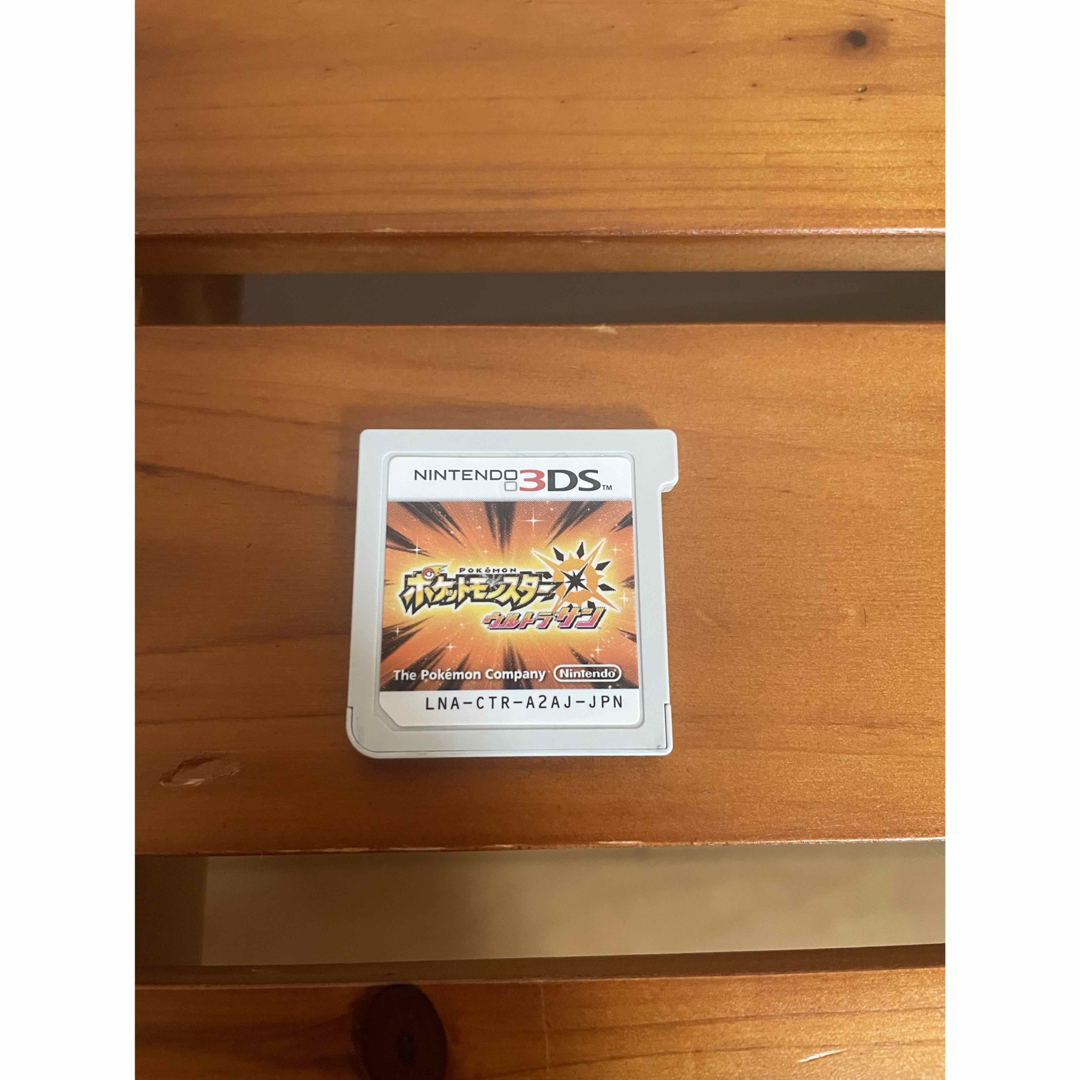 NINTENDO 3DS™
POKéMON
ポケットモンスター
ウルトラサン
The Pokémon Company Nintendo
LNA-CTR-A2AJ-JPN